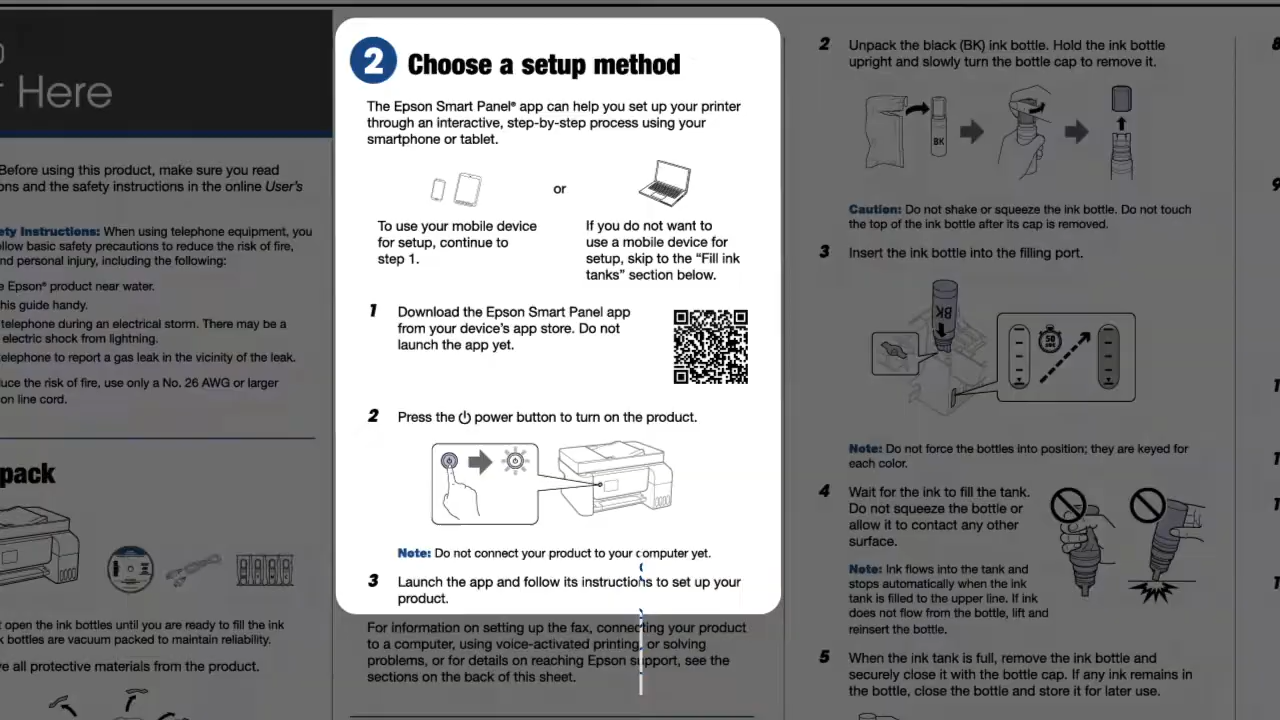 Here
Before using this product, make sure you read
ons and the safety instructions in the online User's
ety Instructions: When using telephone equipment, you
llow basic safety precautions to reduce the risk of fire,
nd personal injury, including the following:
e Epson® product near water.
his guide handy.
telephone during an electrical storm. There may be a
electric shock from lightning.
elephone to report a gas leak in the vicinity of the leak.
uce the risk of fire, use only a No. 26 AWG or larger
on line cord.
pack
t open the ink bottles until you are ready to fill the ink
k bottles are vacuum packed to maintain reliability.
ve all protective materials from the product.
2 Choose a setup method
The Epson Smart Panel® app can help you set up your printer
through an interactive, step-by-step process using your
smartphone or tablet.
or
To use your mobile device
for setup, continue to
step 1.
If you do not want to
use a mobile device for
setup, skip to the "Fill ink
tanks" section below.
1 Download the Epson Smart Panel app
from your device's app store. Do not
launch the app yet.
2 Press the power button to turn on the product.
Note: Do not connect your product to your computer yet.
3 Launch the app and follow its instructions to set up your
product.
For information on setting up the fax, connecting your product
to a computer, using voice-activated printing, or solving
problems, or for details on reaching Epson support, see the
sections on the back of this sheet.
2 Unpack the black (BK) ink bottle. Hold the ink bottle
upright and slowly turn the bottle cap to remove it.
BK
Caution: Do not shake or squeeze the ink bottle. Do not touch
the top of the ink bottle after its cap is removed.
3 Insert the ink bottle into the filling port.
BK
50
Note: Do not force the bottles into position; they are keyed for
each color.
4 Wait for the ink to fill the tank.
Do not squeeze the bottle or
allow it to contact any other
surface.
Note: Ink flows into the tank and
stops automatically when the ink
tank is filled to the upper line. If ink
does not flow from the bottle, lift and
reinsert the bottle.
5 When the ink tank is full, remove the ink bottle and
securely close it with the bottle cap. If any ink remains in
the bottle, close the bottle and store it for later use.